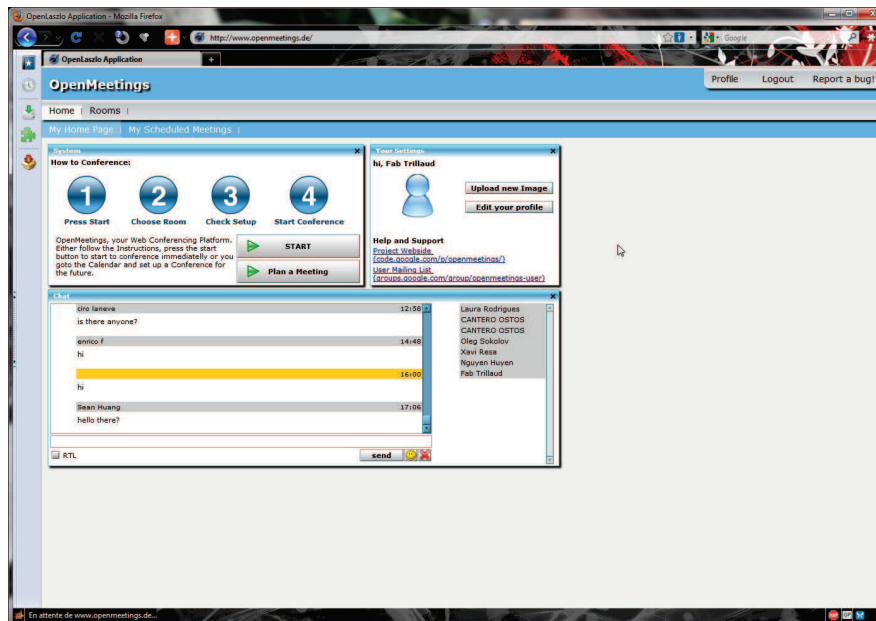 OpenLaszlo Application - Mozilla Firefox
http://www.openmeetings.de/
Google
OpenLaszlo Application
OpenMeetings
Profile Logout Report a bug!
Home | Rooms |
My Home Page | My Scheduled Meetings |
System
How to Conference:
1 2 3 4
Press Start Choose Room Check Setup Start Conference
OpenMeetings, your Web Conferencing Platform.
Either follow the Instructions, press the start
button to start to conference immediatelly or you
goto the Calendar and set up a Conference for
the future.
START
Plan a Meeting
Your Settings
hi, Fab Trillaud
Upload new Image
Edit your profile
Help and Support
Project Webside
(code.google.com/p/openmeetings/)
User Mailing List
(groups.google.com/group/openmeetings-user)
Chat
ciro laneve 12:58
is there anyone?
enrico f 14:48
hi
16:00
hi
Sean Huang 17:06
hello there?
Laura Rodrigues
CANTERO OSTOS
CANTERO OSTOS
Oleg Sokolov
Xavi Resa
Nguyen Huyen
Fab Trillaud
RTL
send
En attente de www.openmeetings.de...